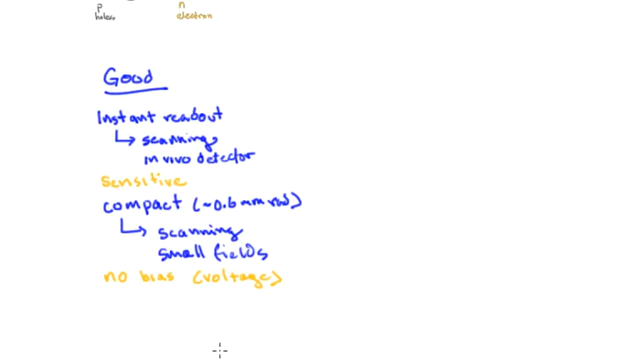 p n
holes electron
Good
Instant readout
↳ scanning
in vivo detector
sensitive
compact (~0.6mm rad)
↳ scanning
small fields
no bias (voltage)